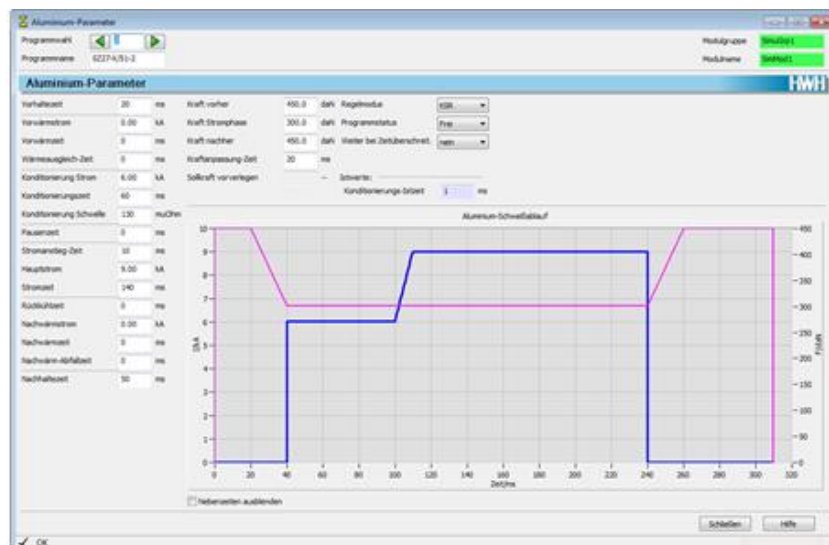 Aluminium-Parameter
Programmwahl
Programmname
Modulgruppe
Modulname SimMod1
Aluminium-Parameter HWH
Vorhaltezeit 20 ms Kraft vorher 450.0 daN Regelmodus KSR
Vorwärmstrom 0.00 kA Kraft Stromphase 300.0 daN Programmstatus Frei
Vorwärmzeit 0 ms Kraft nachher 450.0 daN Weiter bei Zeitüberschreit. nein
Wärmeausgleich-Zeit 0 ms Kraftanpassung-Zeit 20 ms
Konditionierung Strom 6.00 kA Sollkraft vorverlegen -- Istwerte:
Konditionierungszeit 60 ms Konditionierungs-Istzeit 1 ms
Konditionierung Schwelle 130 muOhm
Pausenzeit 0 ms
Stromanstieg-Zeit 10 ms
Hauptstrom 9.00 kA
Stromzeit 140 ms
Rückkühlzeit 0 ms
Nachwärmstrom 0.00 kA
Nachwärmzeit 0 ms
Nachwärm-Abfallzeit 0 ms
Nachhaltezeit 50 ms
Aluminium-Schweißablauf
10
9
8
7
6
5
4
3
2
1
0
I/kA
450
400
350
300
250
200
150
100
50
0
0 20 40 60 80 100 120 140 160 180 200 220 240 260 280 300 320
Zeit/ms
Nebenzeiten ausblenden
Schließen Hilfe
OK